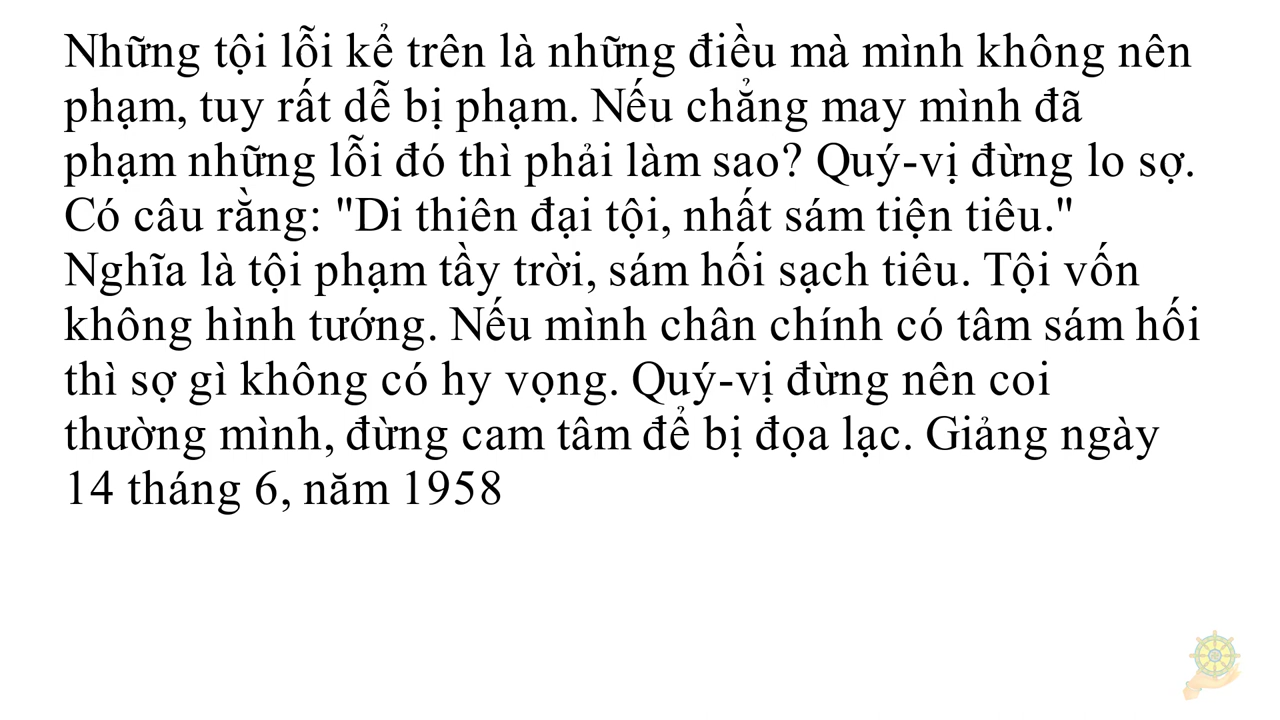 Những tội lỗi kể trên là những điều mà mình không nên
phạm, tuy rất dễ bị phạm. Nếu chẳng may mình đã
phạm những lỗi đó thì phải làm sao? Quý-vị đừng lo sợ.
Có câu rằng: "Di thiên đại tội, nhất sám tiện tiêu."
Nghĩa là tội phạm tầy trời, sám hối sạch tiêu. Tội vốn
không hình tướng. Nếu mình chân chính có tâm sám hối
thì sợ gì không có hy vọng. Quý-vị đừng nên coi
thường mình, đừng cam tâm để bị đọa lạc. Giảng ngày
14 tháng 6, năm 1958